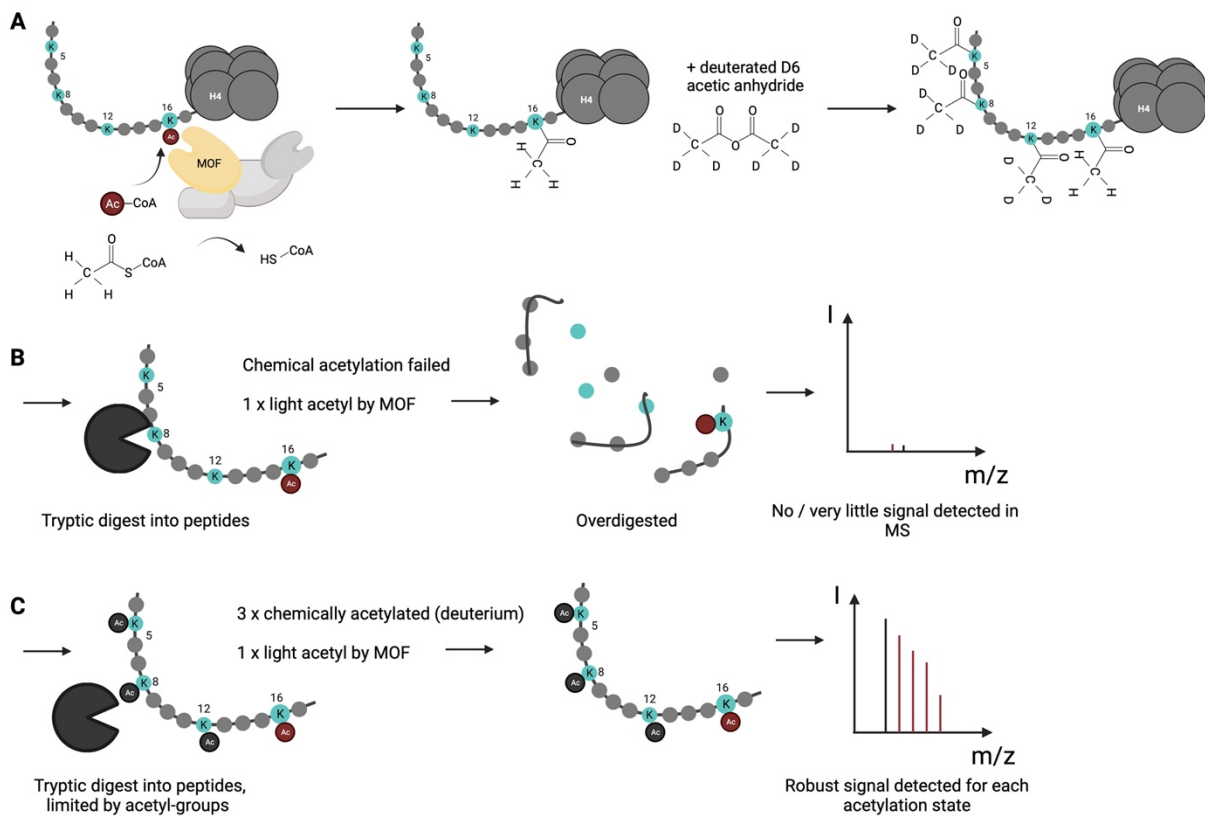 A
K
5
K 8
12
K
16
K
Ac
H4
MOF
Ac CoA
H
H
H
C
O
S
CoA
HS CoA
K
5
K 8
12
K
16
K
H4
O
C
H
H
H
+ deuterated D6
acetic anhydride
O O
D D
C O C
D D D D
D
D
D
C
O
K
5
D
D
D
C
O
K 8
12
K
16
K
H4
O
C
D
D
D
O
C
H
H
H
B
K
5
K 8
12
K
16
K
Ac
Tryptic digest into peptides
Chemical acetylation failed
1 x light acetyl by MOF
K
Overdigested
I
m/z
No / very little signal detected in
MS
C
Ac K
5
Ac
K 8
12
K
Ac
16
K
Ac
Tryptic digest into peptides,
limited by acetyl-groups
3 x chemically acetylated (deuterium)
1 x light acetyl by MOF
Ac K
5
Ac
K 8
12
K
Ac
16
K
Ac
I
m/z
Robust signal detected for each
acetylation state